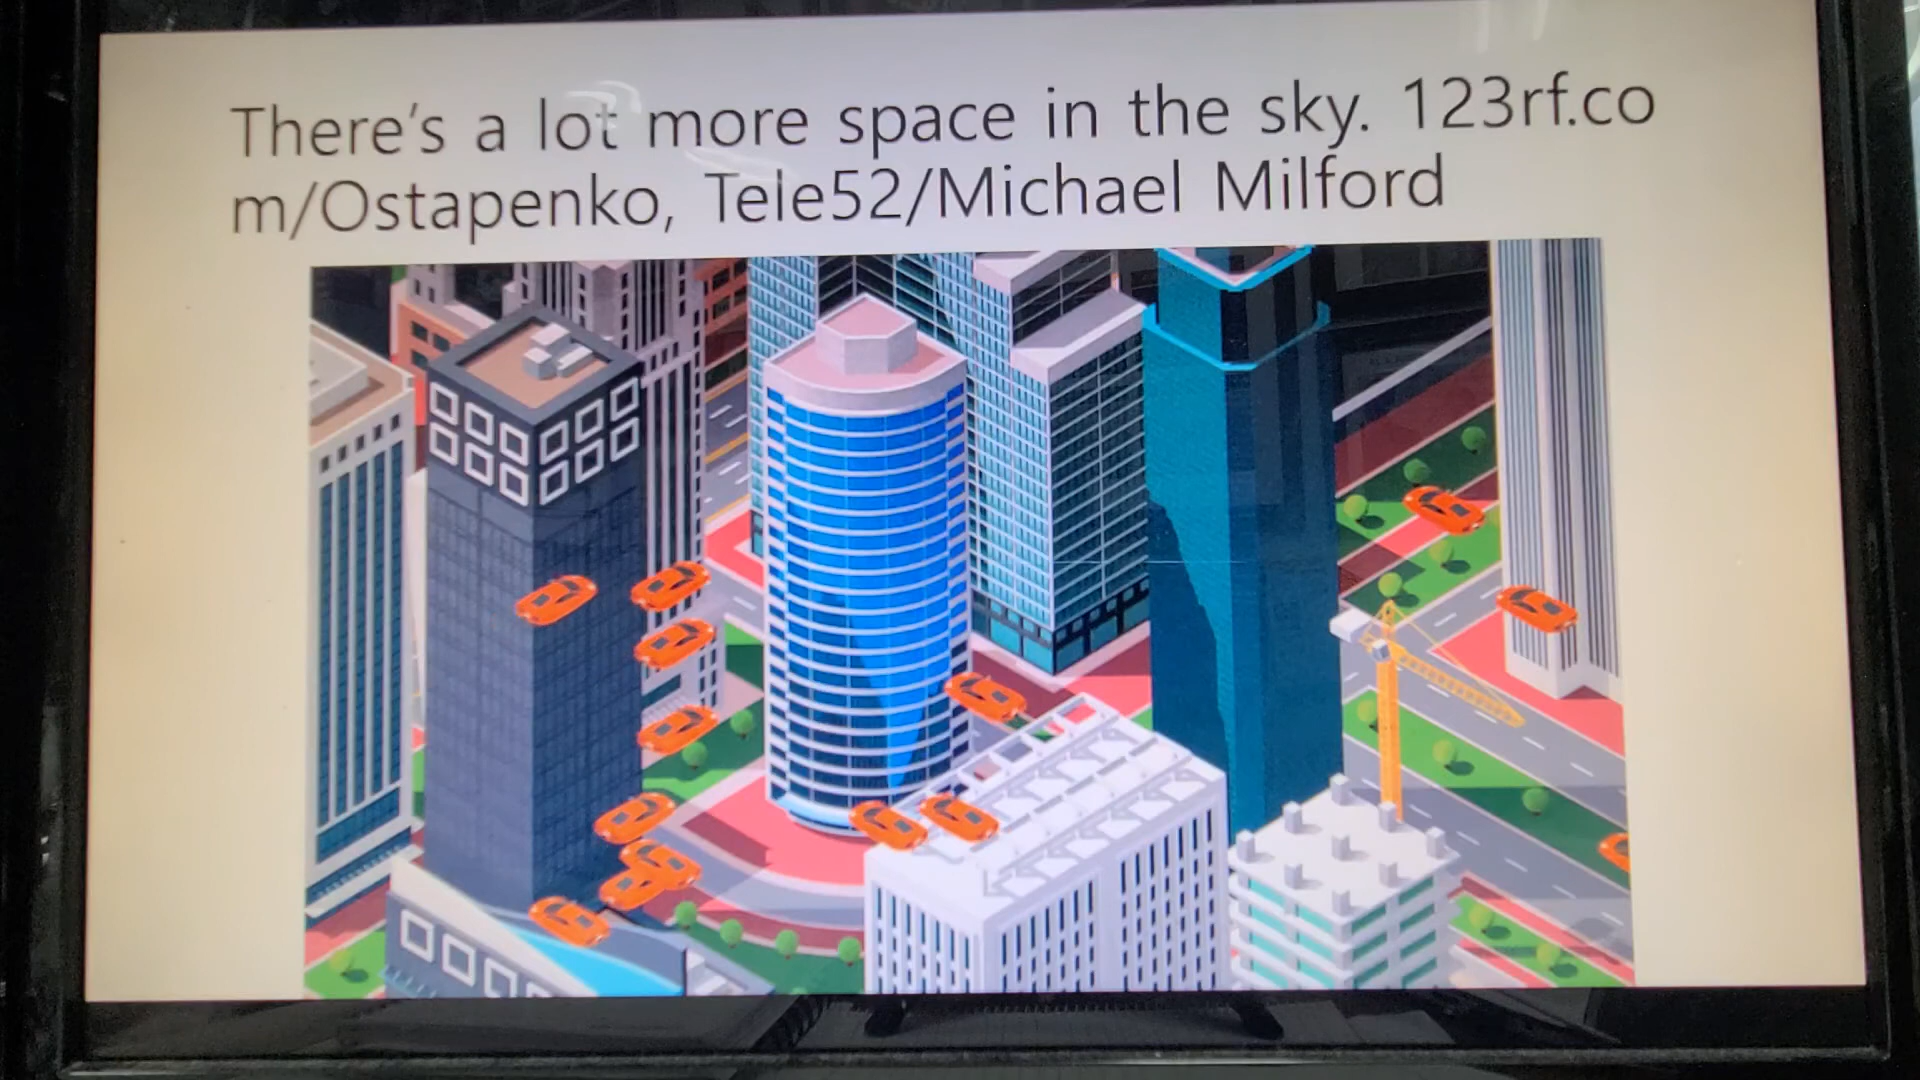 There's a lot more space in the sky. 123rf.co
m/Ostapenko, Tele52/Michael Milford